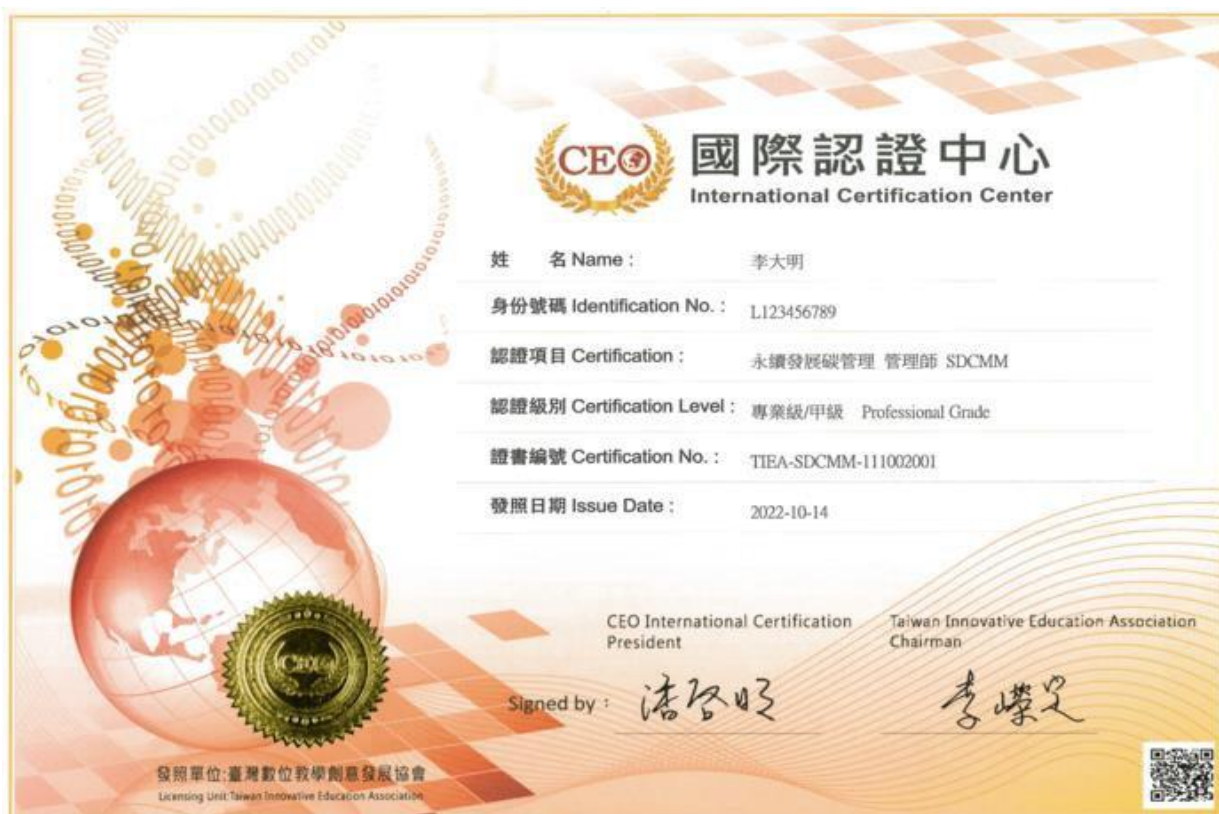 CEO 國際認證中心
International Certification Center
姓 名 Name : 李大明
身份號碼 Identification No. : L123456789
認證項目 Certification : 永續發展碳管理 管理師 SDCMM
認證級別 Certification Level : 專業級/甲級 Professional Grade
證書編號 Certification No. : TIEA-SDCMM-111002001
發照日期 Issue Date : 2022-10-14
CEO International Certification
President
Taiwan Innovative Education Association
Chairman
Signed by :
CEO
發照單位:臺灣數位教學創意發展協會
Licensing Unit:Taiwan Innovative Education Association